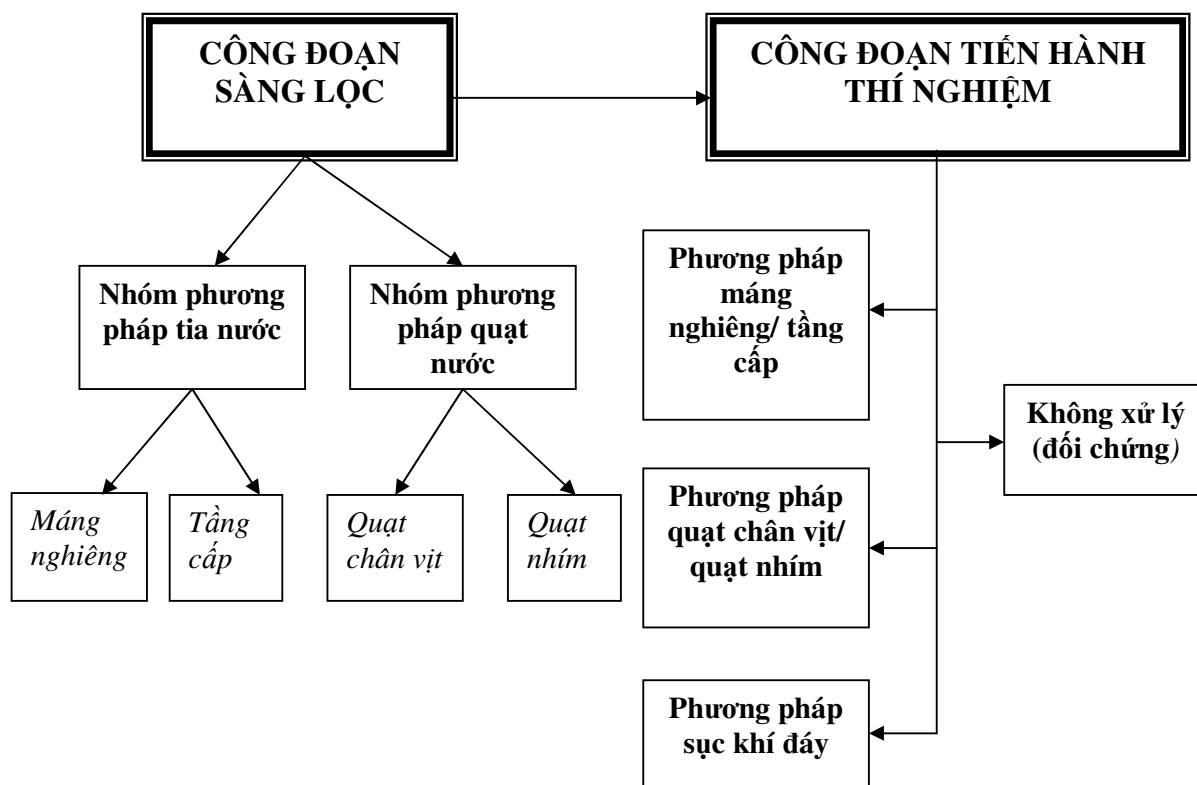 CÔNG ĐOẠN
SÀNG LỌC
CÔNG ĐOẠN TIẾN HÀNH
THÍ NGHIỆM
Nhóm phương
pháp tia nước
Nhóm phương
pháp quạt
nước
Máng
nghiêng
Tầng
cấp
Quạt
chân vịt
Quạt
nhím
Phương pháp
máng
nghiêng/ tầng
cấp
Không xử lý
(đối chứng)
Phương pháp
quạt chân vịt/
quạt nhím
Phương pháp
sục khí đáy